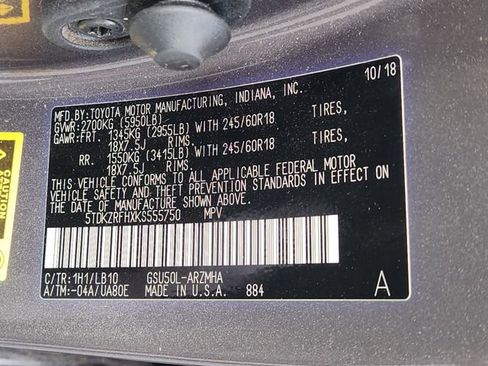 10/18
MFD.BY:TOYOTA MOTOR MANUFACTURING, INDIANA, INC.
GVWR:2700KG (5950LB)
GAWR:FRT. 1345KG (2955LB) WITH 245/60R18 TIRES,
18X7.5J RIMS.
RR. 1550KG (3415LB) WITH 245/60R18 TIRES,
18X7.5J RIMS.
THIS VEHICLE CONFORMS TO ALL APPLICABLE FEDERAL MOTOR
VEHICLE SAFETY AND BUMPER STANDARDS IN EFFECT ON
THE DATE OF MANUFACTURE SHOWN ABOVE.
5TDKZRFHXKS555750 MPV
C/TR:1H1/LB10 GSU50L-ARZMHA
A/TM:-04A/UA80E MADE IN U.S.A. 884 A
CAUTION